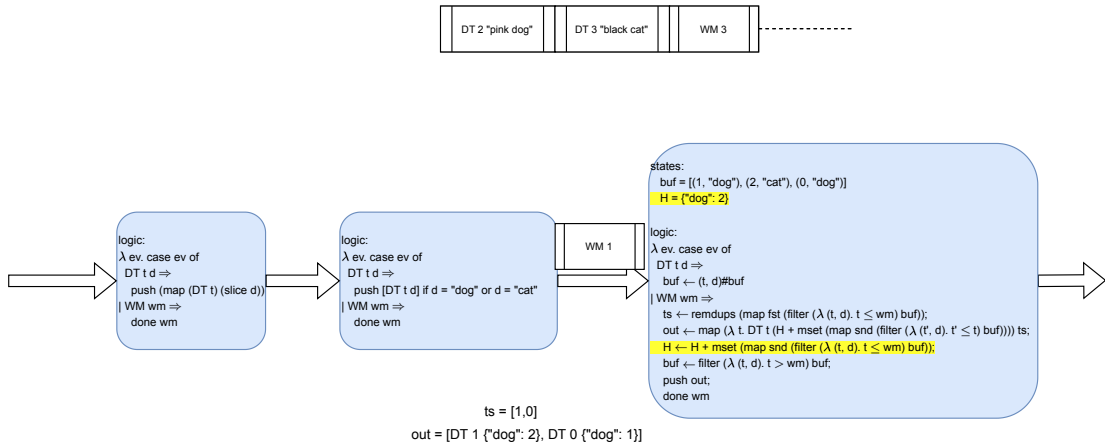 DT 2 "pink dog" DT 3 "black cat" WM 3
logic:
λ ev. case ev of
DT t d ⇒
push (map (DT t) (slice d))
| WM wm ⇒
done wm
logic:
λ ev. case ev of
DT t d ⇒
push [DT t d] if d = "dog" or d = "cat"
| WM wm ⇒
done wm
WM 1
states:
buf = [(1, "dog"), (2, "cat"), (0, "dog")]
H = {"dog": 2}
logic:
λ ev. case ev of
DT t d ⇒
buf ← (t, d)#buf
| WM wm ⇒
ts ← remdups (map fst (filter (λ (t, d). t ≤ wm) buf));
out ← map (λ t. DT t (H + mset (map snd (filter (λ (t', d). t' ≤ t) buf)))) ts;
H ← H + mset (map snd (filter (λ (t, d). t ≤ wm) buf));
buf ← filter (λ (t, d). t > wm) buf;
push out;
done wm
ts = [1,0]
out = [DT 1 {"dog": 2}, DT 0 {"dog": 1}]